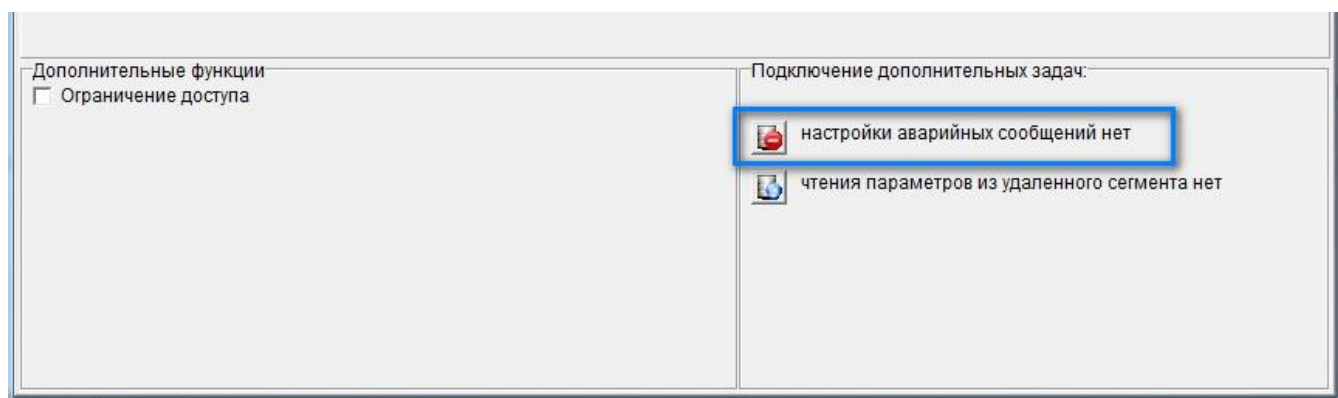 Дополнительные функции
Ограничение доступа
Подключение дополнительных задач:
настройки аварийных сообщений нет
чтения параметров из удаленного сегмента нет